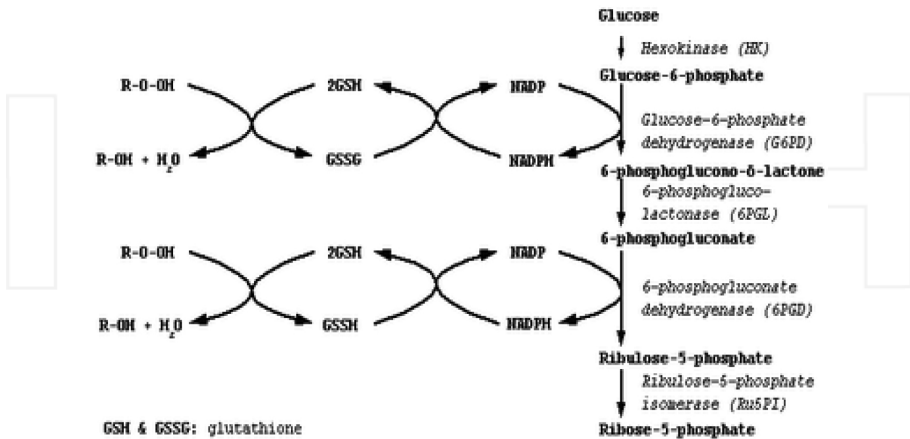 Glucose
Hexokinase (HK)
Glucose-6-phosphate
R-O-OH 2GSH NADP
Glucose-6-phosphate
dehydrogenase (G6PD)
R-OH + H2O GSSG NADPH
6-phosphoglucono-δ-lactone
6-phosphogluco-
lactonase (6PGL)
6-phosphogluconate
R-O-OH 2GSH NADP
6-phosphogluconate
dehydrogenase (6PGD)
R-OH + H2O GSSH NADPH
Ribulose-5-phosphate
Ribulose-5-phosphate
isomerase (Ru5PI)
GSH & GSSG: glutathione
Ribose-5-phosphate